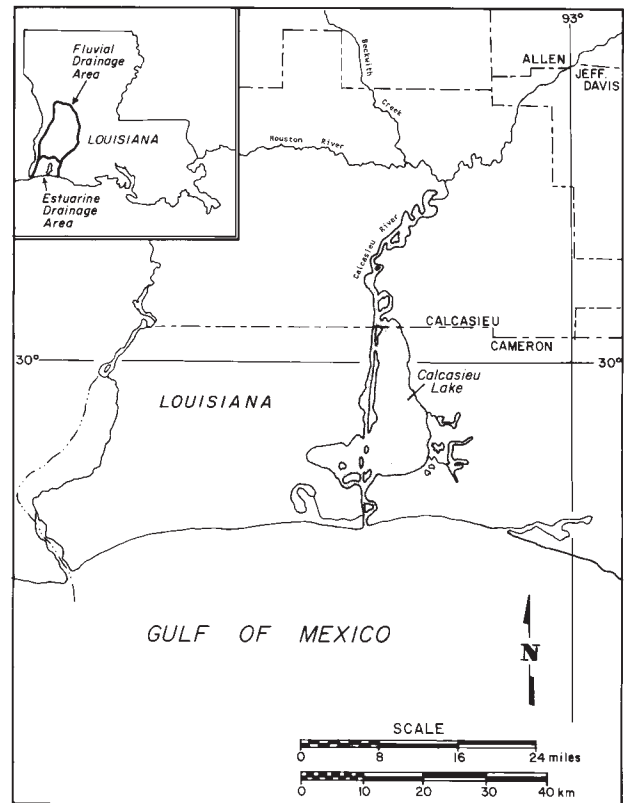 93°
Fluvial
Drainage
Area
LOUISIANA
Estuarine
Drainage
Area
Beckwith
Creek
ALLEN
JEFF.
DAVIS
Houston River
Calcasieu River
CALCASIEU
CAMERON
30°
30°
Calcasieu
Lake
LOUISIANA
GULF OF MEXICO
N
SCALE
0 8 16 24 miles
0 10 20 30 40 km